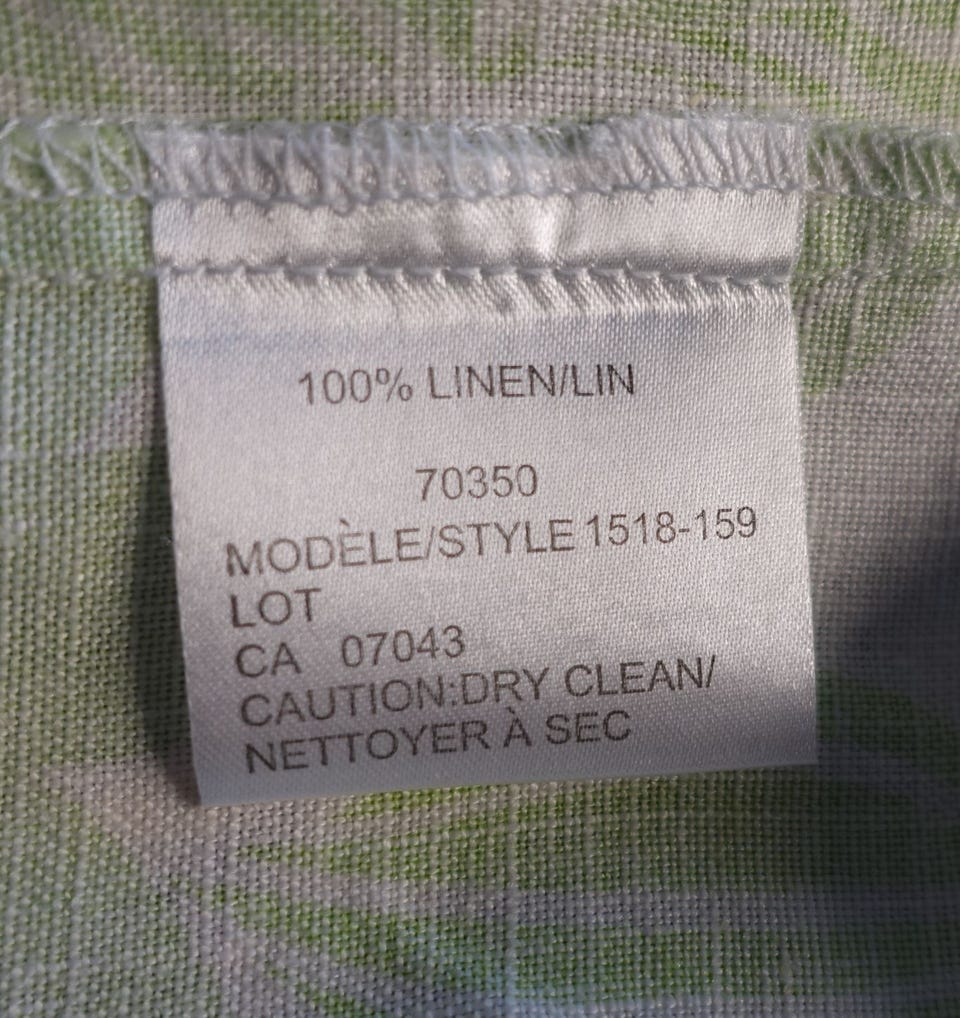 100% LINEN/LIN
70350
MODÈLE/STYLE 1518-159
LOT
CA 07043
CAUTION:DRY CLEAN/
NETTOYER À SEC